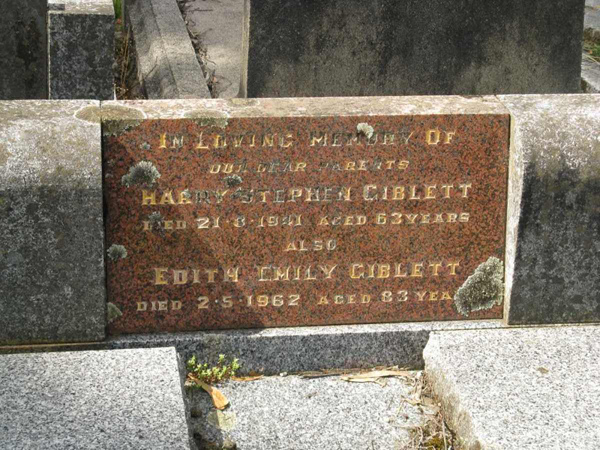 IN LOVING MEMORY OF
OUR DEAR PARENTS
HARRY STEPHEN GIBLETT
DIED 21·8·1941 AGED 63 YEARS
ALSO
EDITH EMILY GIBLETT
DIED 2·5·1962 AGED 83 YEA